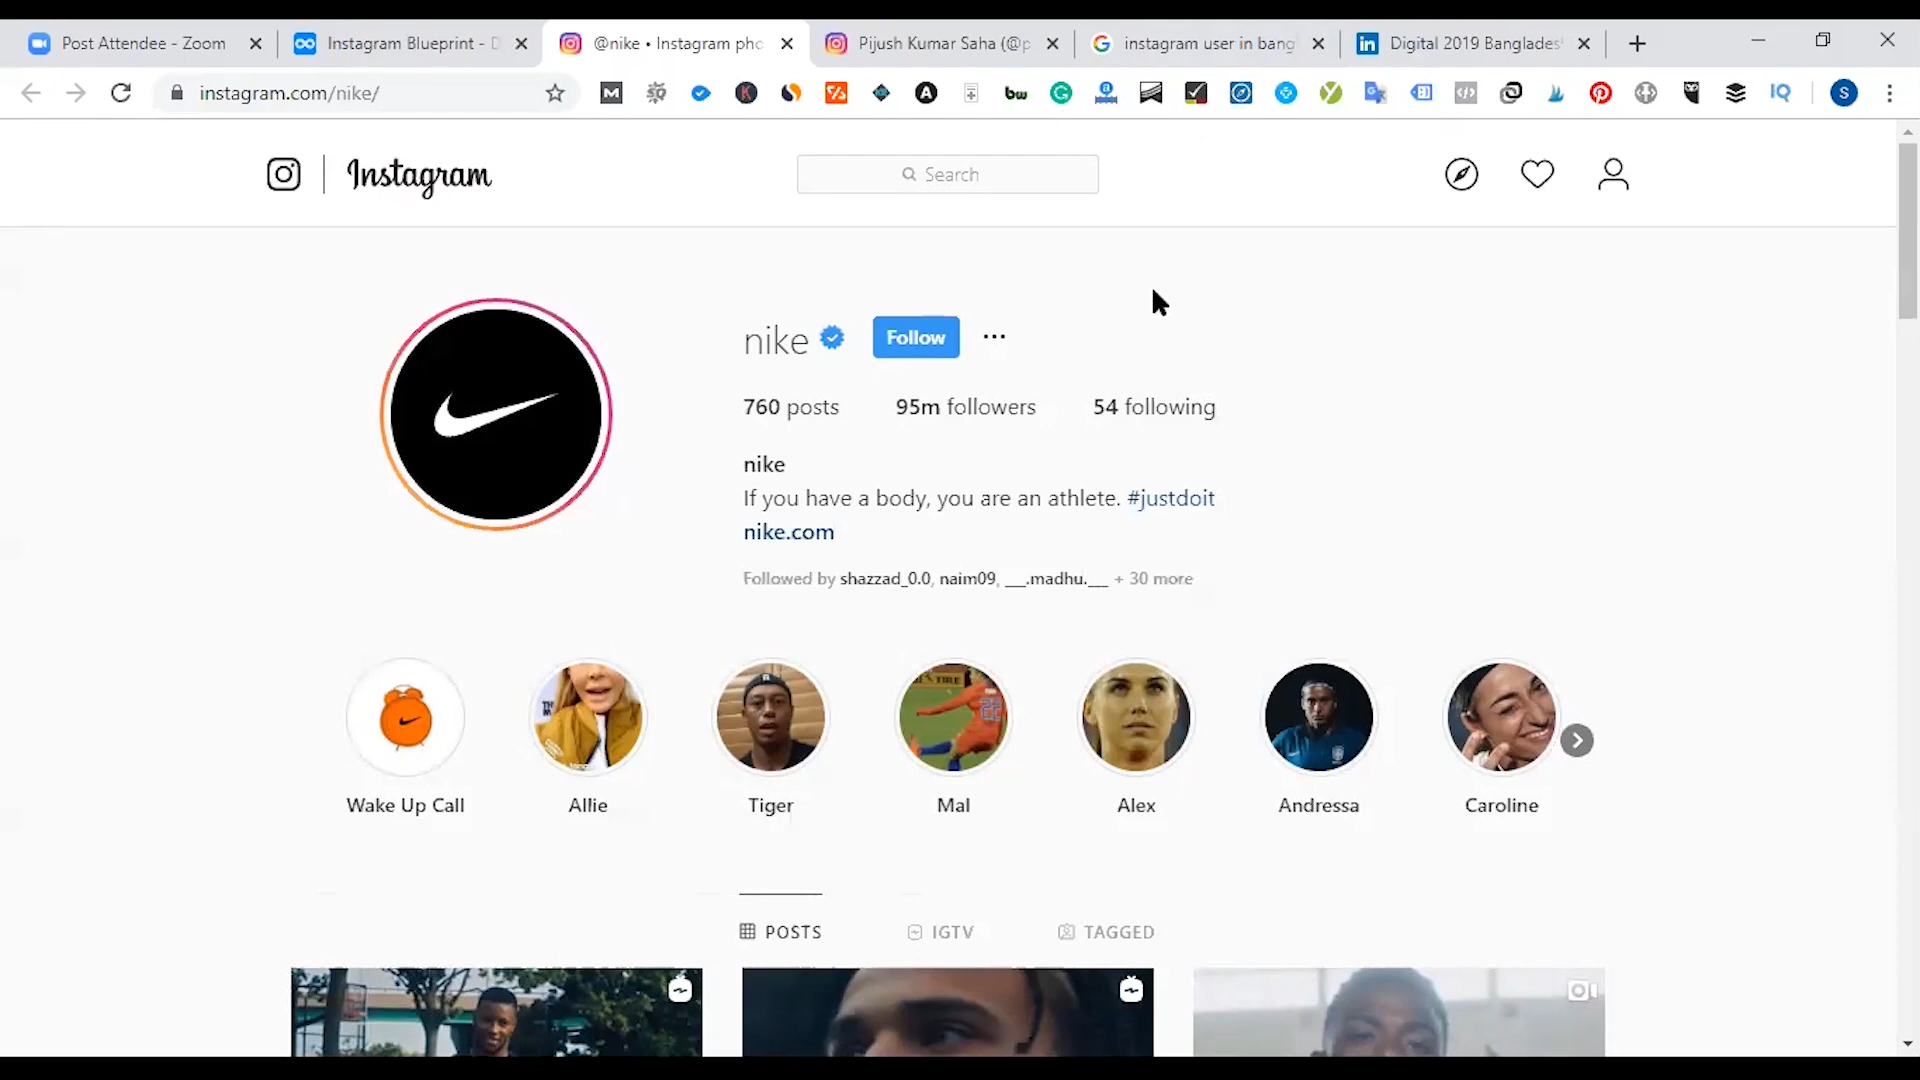 Post Attendee - Zoom
Instagram Blueprint - D
@nike • Instagram pho
Pijush Kumar Saha (@p
instagram user in bang
Digital 2019 Banglades
instagram.com/nike/
Instagram
Search
nike
Follow
760 posts
95m followers
54 following
nike
If you have a body, you are an athlete. #justdoit
nike.com
Followed by shazzad_0.0, naim09, __.madhu.__ + 30 more
Wake Up Call
Allie
Tiger
Mal
Alex
Andressa
Caroline
POSTS
IGTV
TAGGED